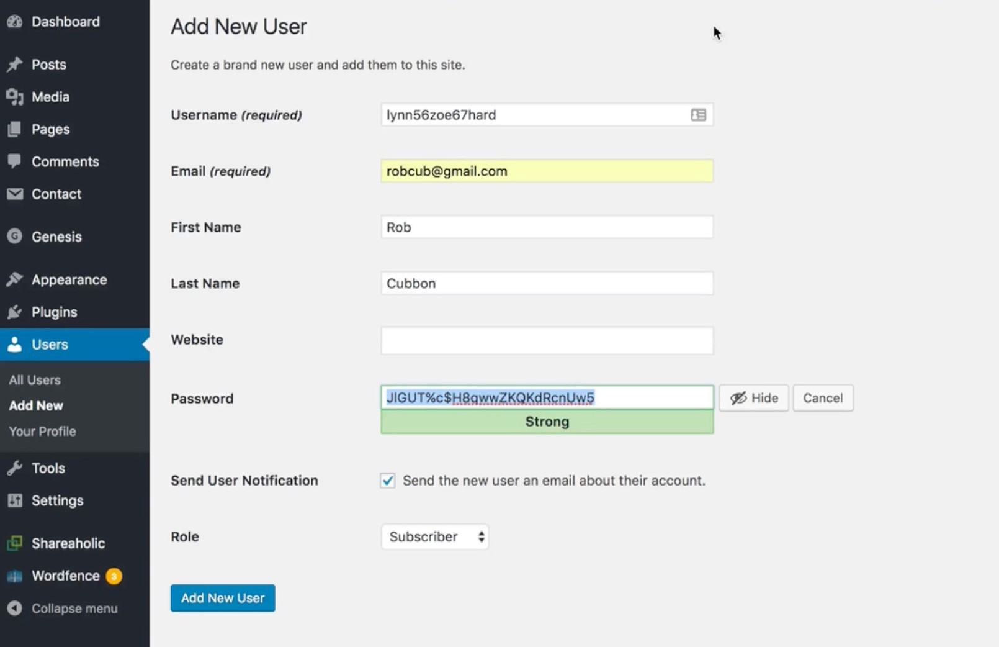 Dashboard
Posts
Media
Pages
Comments
Contact
Genesis
Appearance
Plugins
Users
All Users
Add New
Your Profile
Tools
Settings
Shareaholic
Wordfence 3
Collapse menu
Add New User
Create a brand new user and add them to this site.
Username (required) lynn56zoe67hard
Email (required) robcub@gmail.com
First Name Rob
Last Name Cubbon
Website
Password JlGUT%c$H8qwwZKQKdRcnUw5 Hide Cancel
Strong
Send User Notification Send the new user an email about their account.
Role Subscriber
Add New User